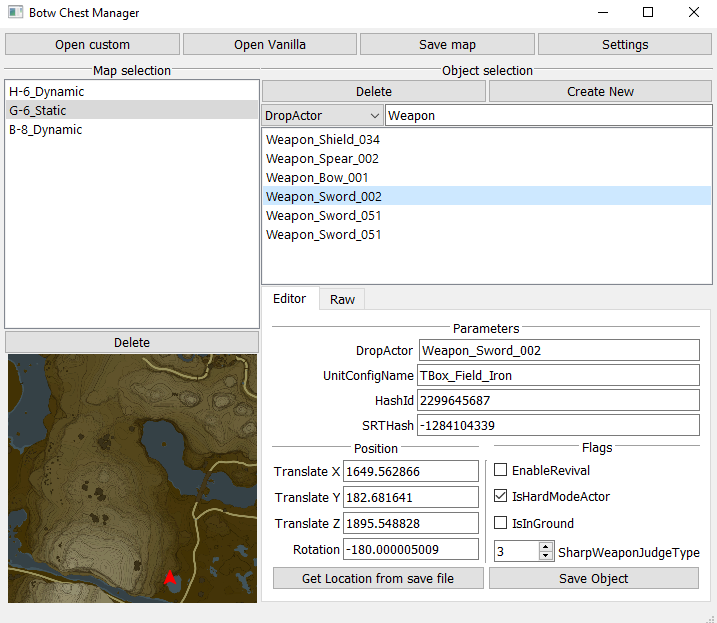 Botw Chest Manager
Open custom
Open Vanilla
Save map
Settings
Map selection
H-6_Dynamic
G-6_Static
B-8_Dynamic
Delete
Object selection
Delete
Create New
DropActor
Weapon
Weapon_Shield_034
Weapon_Spear_002
Weapon_Bow_001
Weapon_Sword_002
Weapon_Sword_051
Weapon_Sword_051
Editor
Raw
Parameters
DropActor Weapon_Sword_002
UnitConfigName TBox_Field_Iron
HashId 2299645687
SRTHash -1284104339
Position
Translate X 1649.562866
Translate Y 182.681641
Translate Z 1895.548828
Rotation -180.000005009
Get Location from save file
Flags
EnableRevival
IsHardModeActor
IsInGround
3 SharpWeaponJudgeType
Save Object